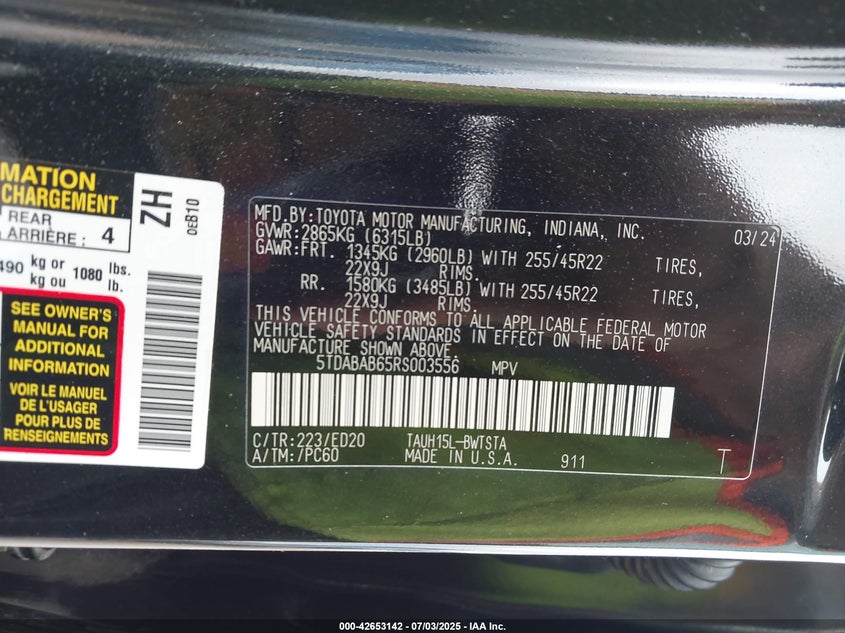 MATION
CHARGEMENT
REAR
ARRIÈRE : 4
490 kg or 1080 lbs.
kg ou lb.
SEE OWNER'S
MANUAL FOR
ADDITIONAL
INFORMATION
VOIR LE MANUEL
DE L'USAGER
POUR PLUS DE
RENSEIGNEMENTS
ZH
0EB10
MFD.BY:TOYOTA MOTOR MANUFACTURING, INDIANA, INC. 03/24
GVWR:2865KG (6315LB)
GAWR:FRT. 1345KG (2960LB) WITH 255/45R22 TIRES,
22X9J RIMS.
RR. 1580KG (3485LB) WITH 255/45R22 TIRES,
22X9J RIMS.
THIS VEHICLE CONFORMS TO ALL APPLICABLE FEDERAL MOTOR
VEHICLE SAFETY STANDARDS IN EFFECT ON THE DATE OF
MANUFACTURE SHOWN ABOVE.
5TDABAB65RS003556 MPV
C/TR:223/ED20 TAUH15L-BWTSTA
A/TM:/PC60 MADE IN U.S.A. 911 T
000-42653142 - 07/03/2025 - IAA Inc.